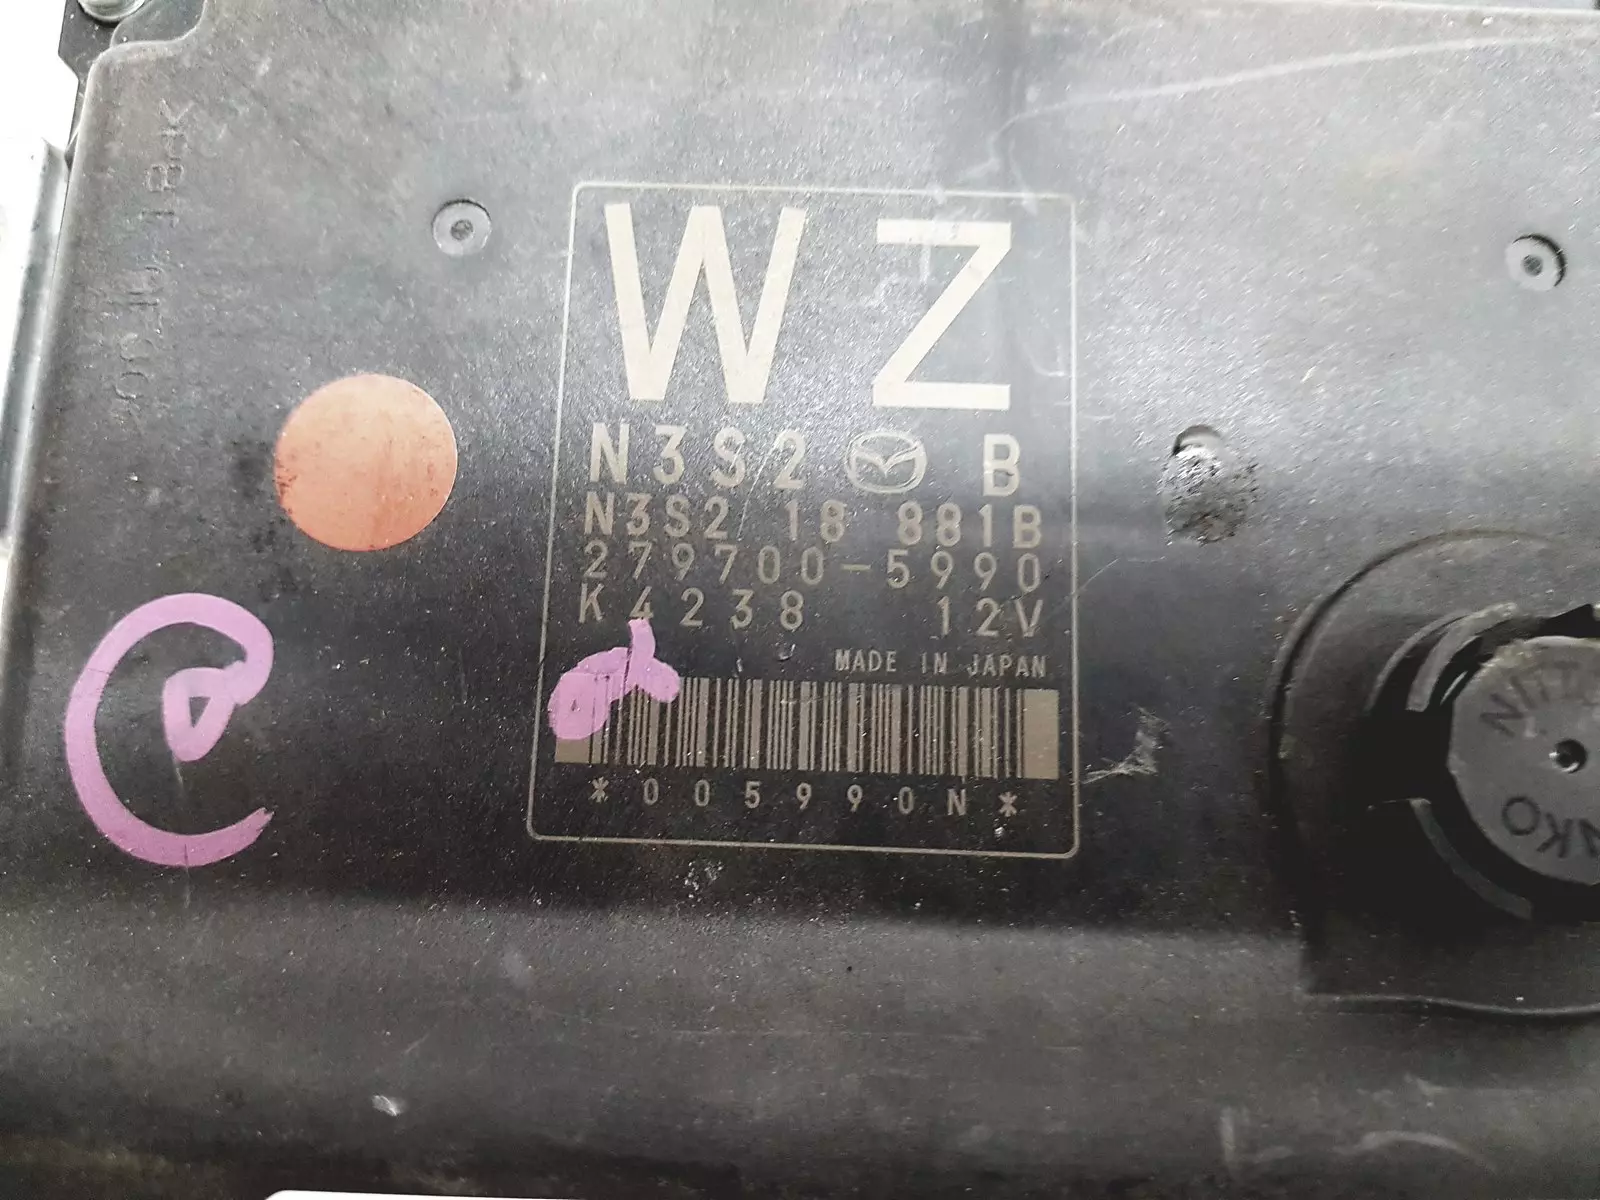 WZ
N3S2 B
N3S2 18 881B
279700-5990
K4238 12V
MADE IN JAPAN
*005990N*